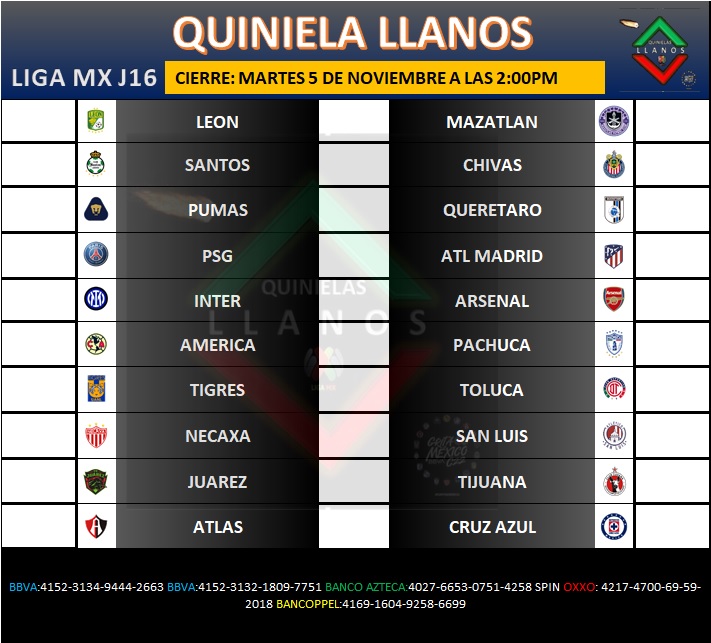 QUINIELA LLANOS
QUINIELAS
LLANOS
LIGA MX J16
CIERRE: MARTES 5 DE NOVIEMBRE A LAS 2:00PM
LEON MAZATLAN
SANTOS CHIVAS
PUMAS QUERETARO
PSG ATL MADRID
INTER ARSENAL
QUINIELAS
LLANOS
AMERICA PACHUCA
LIGA MX
TIGRES TOLUCA
NECAXA SAN LUIS
JUAREZ TIJUANA
ATLAS CRUZ AZUL
BBVA:4152-3134-9444-2663 BBVA:4152-3132-1809-7751 BANCO AZTECA:4027-6653-0751-4258 SPIN OXXO: 4217-4700-69-59-
2018 BANCOPPEL:4169-1604-9258-6699